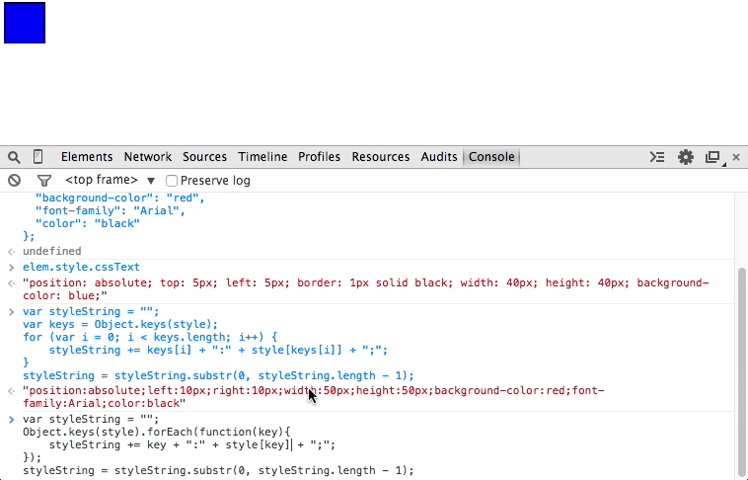 Elements Network Sources Timeline Profiles Resources Audits Console
<top frame> ▼ Preserve log
"background-color": "red",
"font-family": "Arial",
"color": "black"
};
undefined
elem.style.cssText
"position: absolute; top: 5px; left: 5px; border: 1px solid black; width: 40px; height: 40px; background-
color: blue;"
var styleString = "";
var keys = Object.keys(style);
for (var i = 0; i < keys.length; i++) {
styleString += keys[i] + ":" + style[keys[i]] + ";";
}
styleString = styleString.substr(0, styleString.length - 1);
"position:absolute;left:10px;right:10px;width:50px;height:50px;background-color:red;font-
family:Arial;color:black"
var styleString = "";
Object.keys(style).forEach(function(key){
styleString += key + ":" + style[key] + ";";
});
styleString = styleString.substr(0, styleString.length - 1);